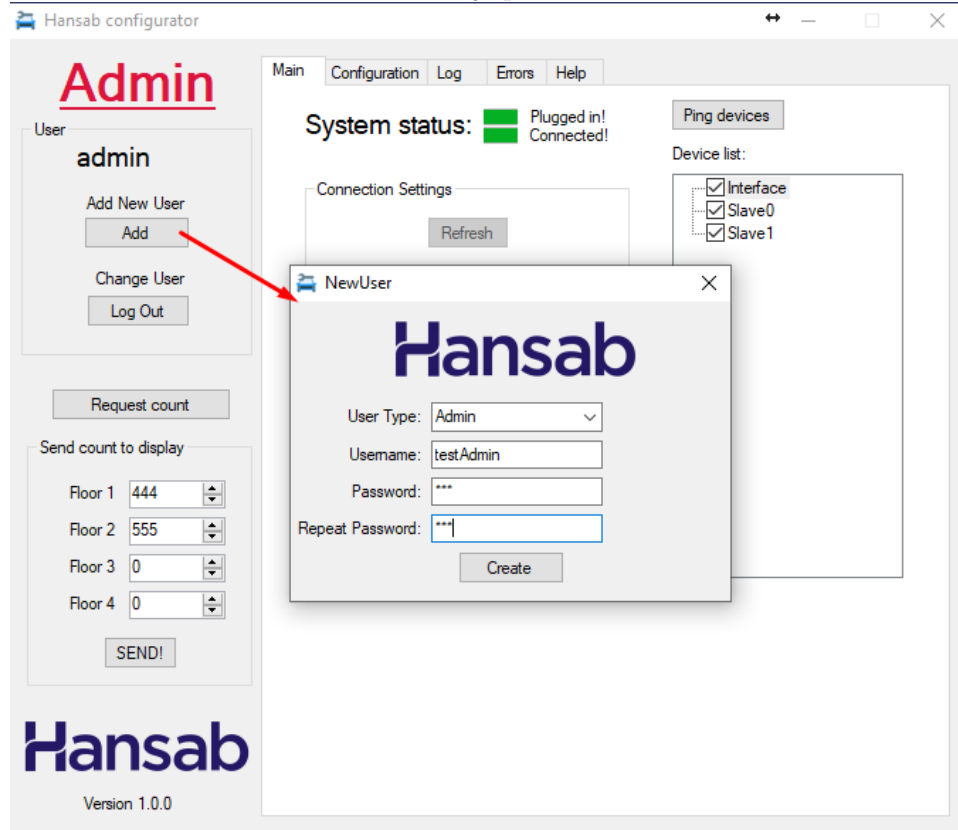 Hansab configurator
Admin
User
admin
Add New User
Add
Change User
Log Out
Request count
Send count to display
Floor 1 444
Floor 2 555
Floor 3 0
Floor 4 0
SEND!
Hansab
Version 1.0.0
Main Configuration Log Errors Help
System status:
Plugged in!
Connected!
Ping devices
Device list:
Interface
Slave0
Slave1
Connection Settings
Refresh
NewUser
Hansab
User Type: Admin
Username: testAdmin
Password: ***
Repeat Password: ***
Create